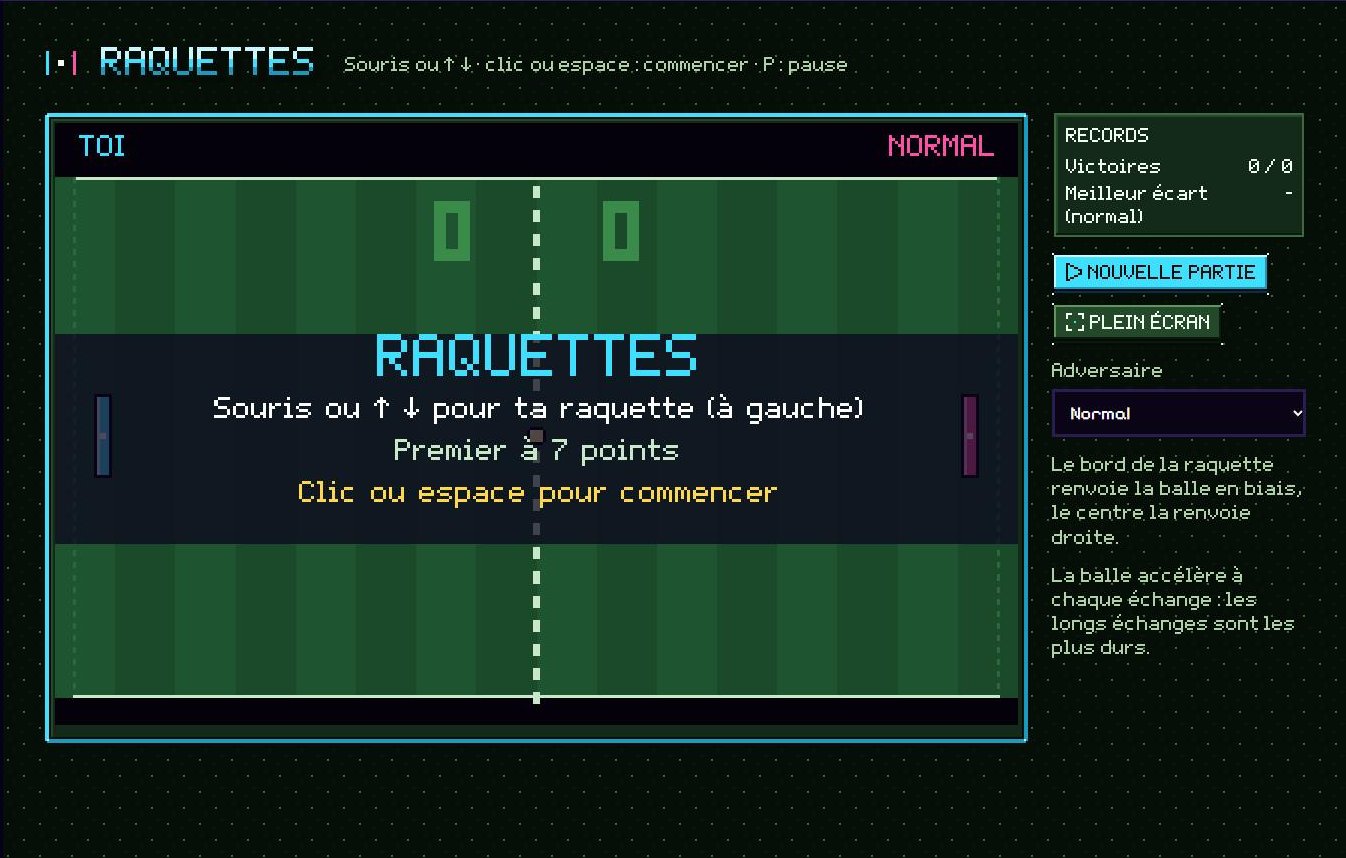 RAQUETTES
Souris ou ↑ ↓ · clic ou espace : commencer · P : pause
TOI
NORMAL
0
0
RAQUETTES
Souris ou ↑ ↓ pour ta raquette (à gauche)
Premier à 7 points
Clic ou espace pour commencer
RECORDS
Victoires 0 / 0
Meilleur écart -
(normal)
NOUVELLE PARTIE
PLEIN ÉCRAN
Adversaire
Normal
Le bord de la raquette
renvoie la balle en biais,
le centre la renvoie
droite.
La balle accélère à
chaque échange : les
longs échanges sont les
plus durs.